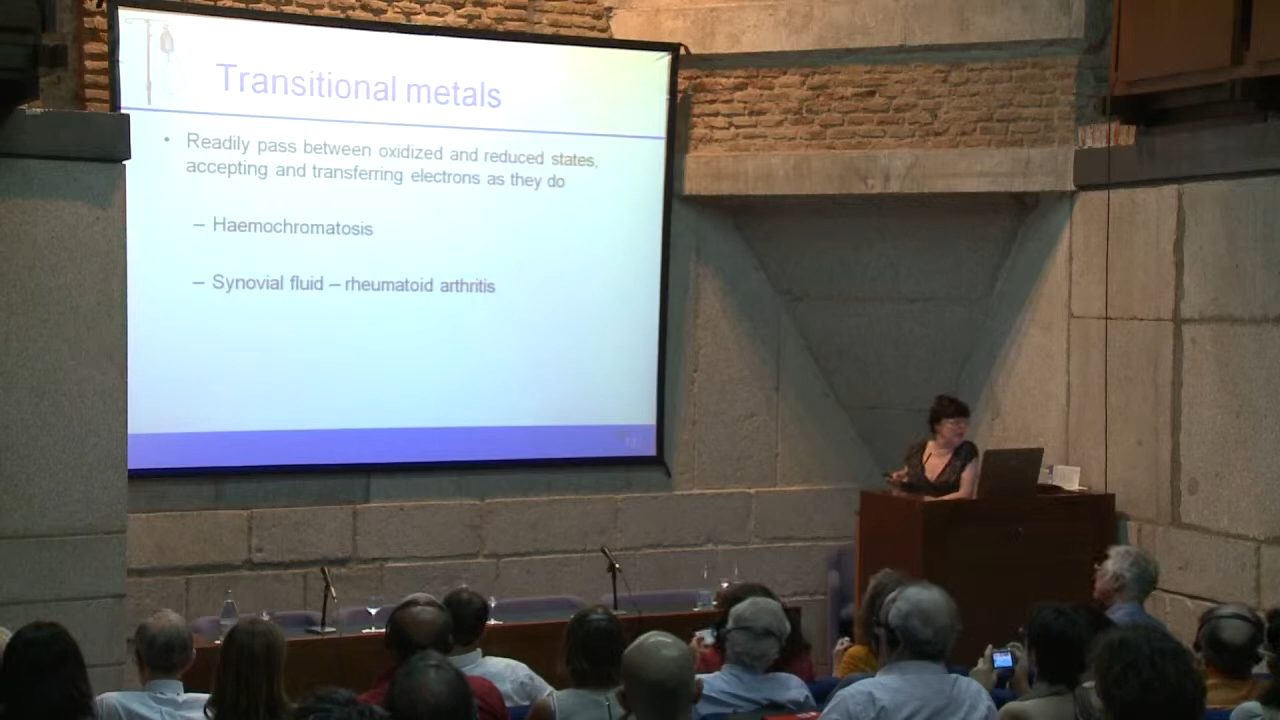 Transitional metals
• Readily pass between oxidized and reduced states,
accepting and transferring electrons as they do
– Haemochromatosis
– Synovial fluid – rheumatoid arthritis